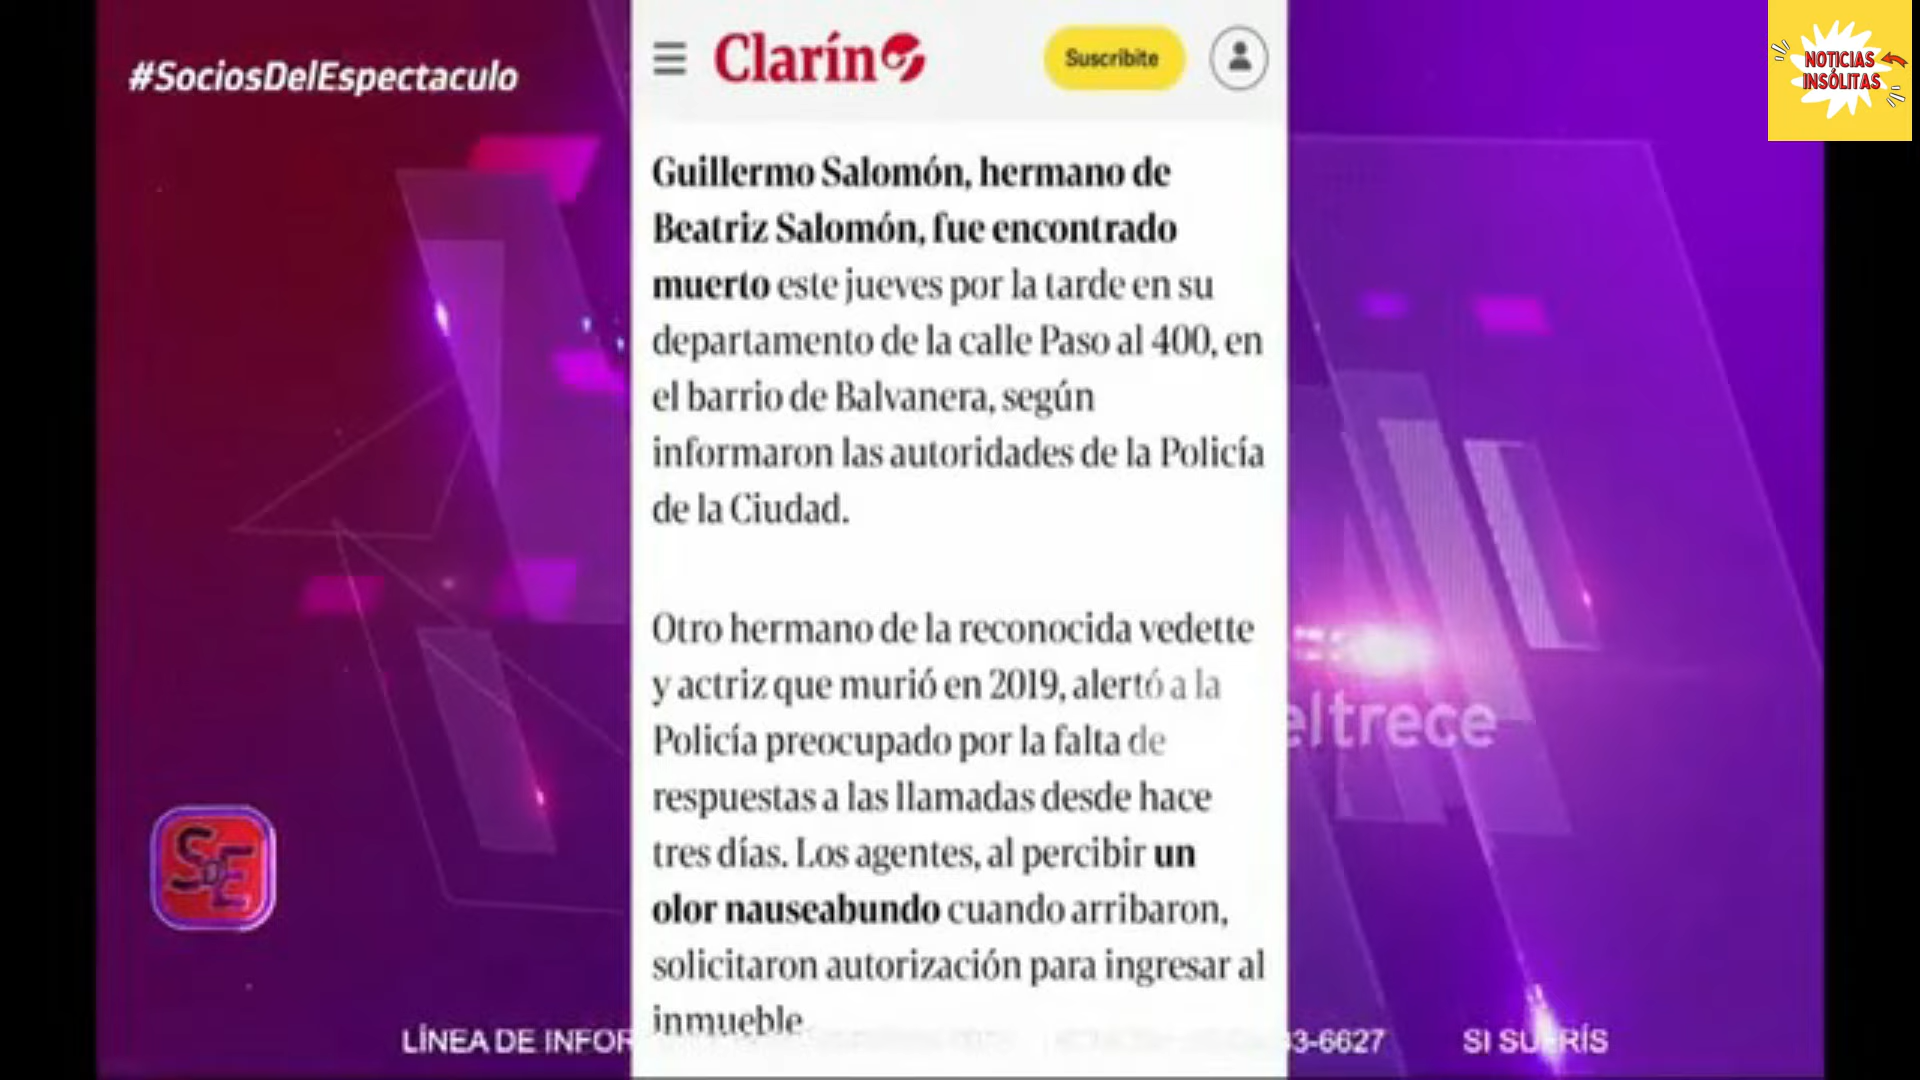 #SociosDelEspectaculo
Clarín
Suscribite
NOTICIAS
INSÓLITAS
Guillermo Salomón, hermano de
Beatriz Salomón, fue encontrado
muerto este jueves por la tarde en su
departamento de la calle Paso al 400, en
el barrio de Balvanera, según
informaron las autoridades de la Policía
de la Ciudad.
Otro hermano de la reconocida vedette
y actriz que murió en 2019, alertó a la
Policía preocupado por la falta de
respuestas a las llamadas desde hace
tres días. Los agentes, al percibir un
olor nauseabundo cuando arribaron,
solicitaron autorización para ingresar al
inmueble.
eltrece
SDE
LÍNEA DE INFOR 3-6627 SI SUFRÍS